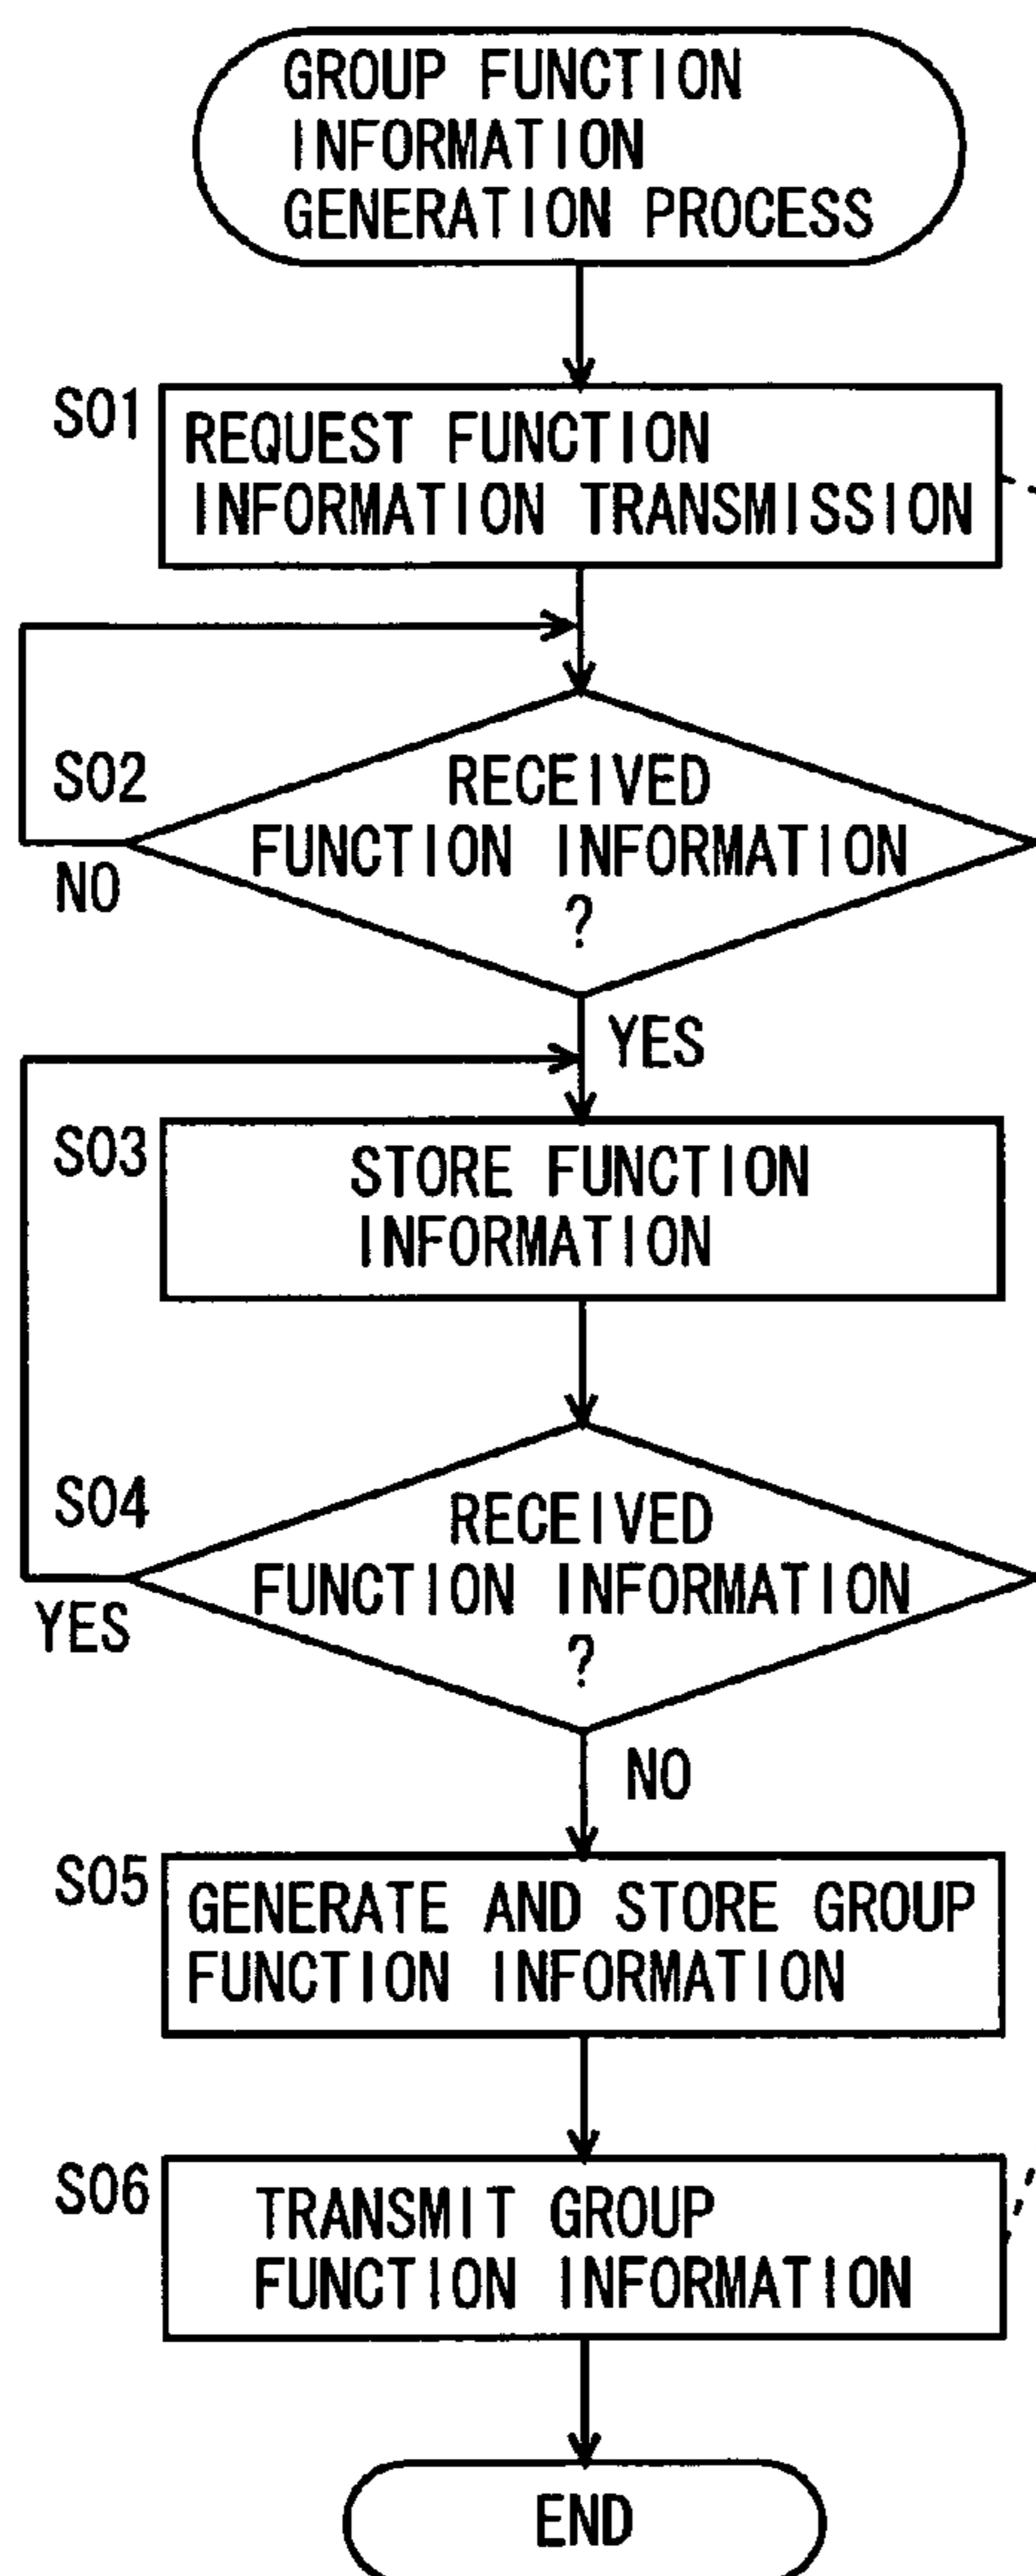 GROUP FUNCTION
INFORMATION
GENERATION PROCESS
S01
REQUEST FUNCTION
INFORMATION TRANSMISSION
S02
RECEIVED
FUNCTION INFORMATION
?
NO
YES
S03
STORE FUNCTION
INFORMATION
S04
RECEIVED
FUNCTION INFORMATION
?
YES
NO
S05
GENERATE AND STORE GROUP
FUNCTION INFORMATION
S06
TRANSMIT GROUP
FUNCTION INFORMATION
END